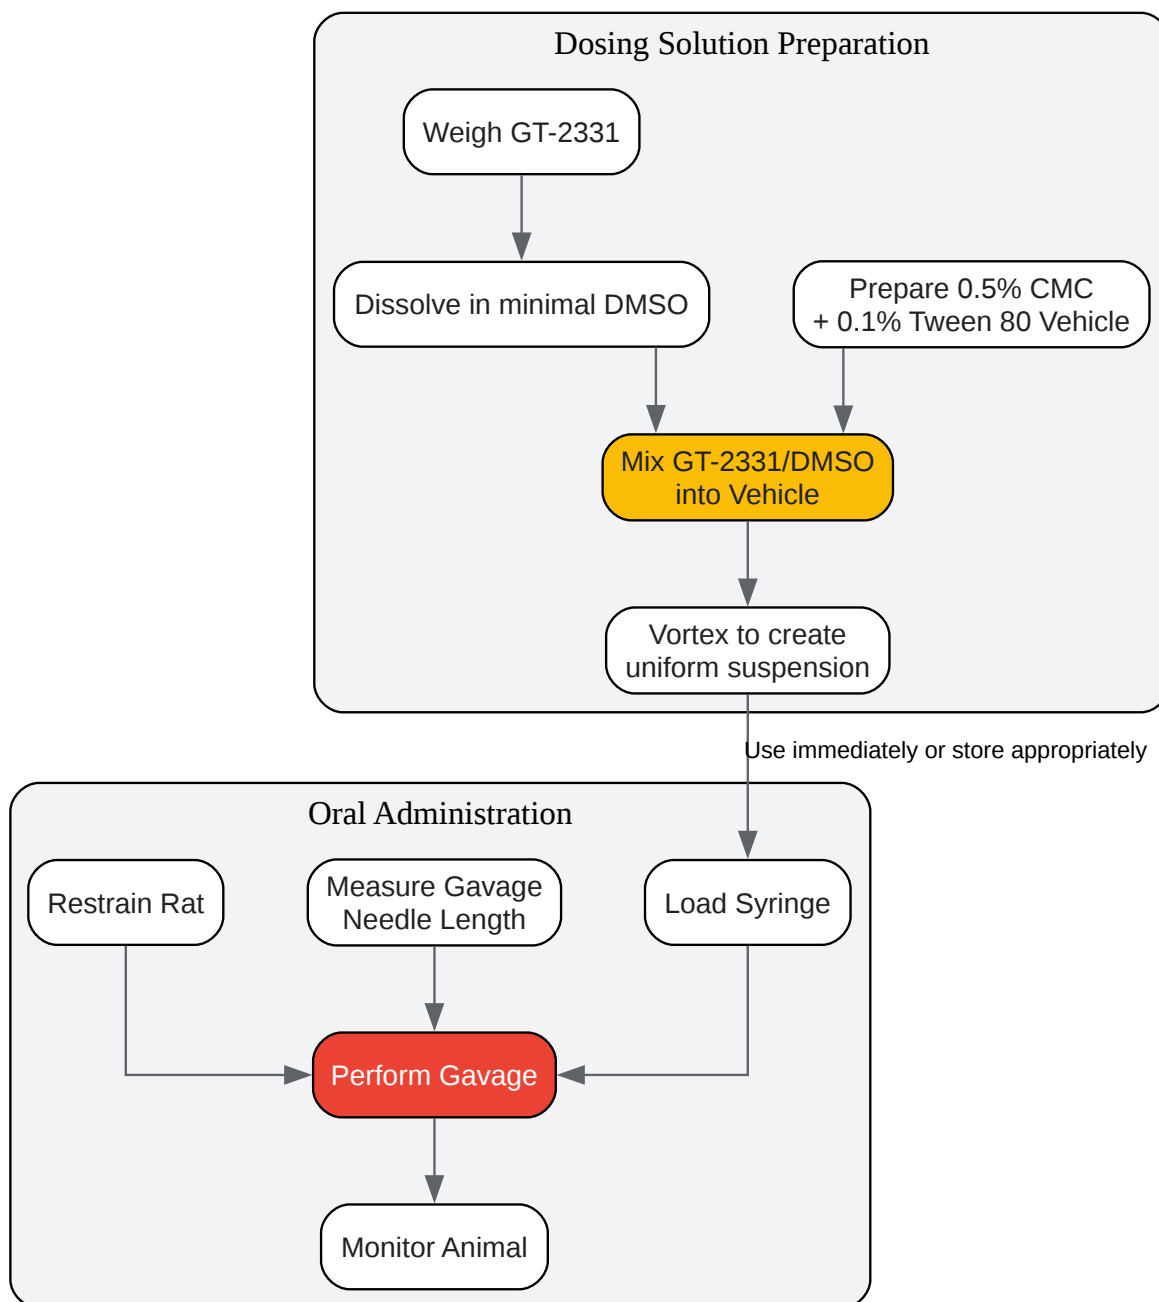 Dosing Solution Preparation
Weigh GT-2331
Dissolve in minimal DMSO
Prepare 0.5% CMC
+ 0.1% Tween 80 Vehicle
Mix GT-2331/DMSO
into Vehicle
Vortex to create
uniform suspension
Use immediately or store appropriately
Oral Administration
Restrain Rat
Measure Gavage
Needle Length
Load Syringe
Perform Gavage
Monitor Animal